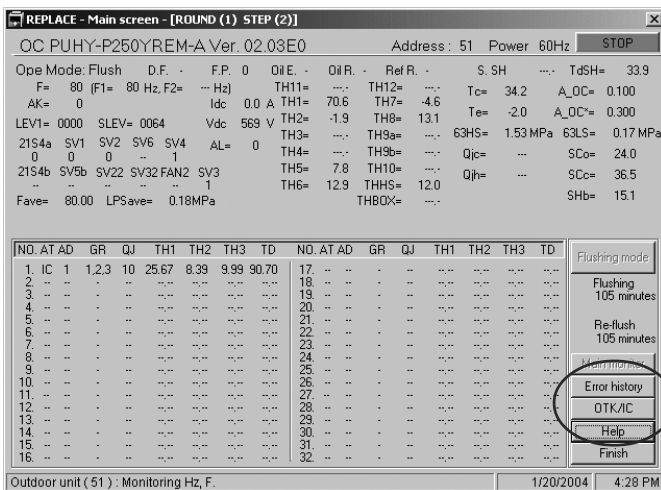 REPLACE - Main screen - [ROUND (1) STEP (2)]
OC PUHY-P250YREM-A Ver. 02.03E0 Address : 51 Power 60Hz STOP
Ope Mode: Flush D.F. - F.P. 0 Oil E. - Oil R. - Ref R. - S. SH ---.- TdSH= 33.9
F= 80 (F1= 80 Hz, F2= --- Hz) TH11= ---.- TH12= ---.- Tc= 34.2 A_OC= 0.100
AK= 0 Idc 0.0 A TH1= 70.6 TH7= -4.6 Te= -2.0 A_OC*= 0.300
LEV1= 0000 SLEV= 0064 Vdc 569 V TH2= -1.9 TH8= 13.1
21S4a SV1 SV2 SV6 SV4 AL= 0 TH3= ---.- TH9a= ---.- 63HS= 1.53 MPa 63LS= 0.17 MPa
0 0 0 -- 1 TH4= ---.- TH9b= ---.- Qjc= --- SCo= 24.0
21S4b SV5b SV22 SV32 FAN2 SV3 TH5= 7.8 TH10= ---.- Qjh= --- SCc= 36.5
-- -- -- -- -- 1 TH6= 12.9 THHS= 12.0
Fave= 80.00 LPSave= 0.18MPa THBOX= ---.- SHb= 15.1
NO. AT AD GR QJ TH1 TH2 TH3 TD NO. AT AD GR QJ TH1 TH2 TH3 TD
1. IC 1 1,2,3 10 25.67 8.39 9.99 90.70 17. -- -- - -- --.-- --.-- --.-- --.--
2. -- -- - -- --.-- --.-- --.-- --.-- 18. -- -- - -- --.-- --.-- --.-- --.--
3. -- -- - -- --.-- --.-- --.-- --.-- 19. -- -- - -- --.-- --.-- --.-- --.--
4. -- -- - -- --.-- --.-- --.-- --.-- 20. -- -- - -- --.-- --.-- --.-- --.--
5. -- -- - -- --.-- --.-- --.-- --.-- 21. -- -- - -- --.-- --.-- --.-- --.--
6. -- -- - -- --.-- --.-- --.-- --.-- 22. -- -- - -- --.-- --.-- --.-- --.--
7. -- -- - -- --.-- --.-- --.-- --.-- 23. -- -- - -- --.-- --.-- --.-- --.--
8. -- -- - -- --.-- --.-- --.-- --.-- 24. -- -- - -- --.-- --.-- --.-- --.--
9. -- -- - -- --.-- --.-- --.-- --.-- 25. -- -- - -- --.-- --.-- --.-- --.--
10. -- -- - -- --.-- --.-- --.-- --.-- 26. -- -- - -- --.-- --.-- --.-- --.--
11. -- -- - -- --.-- --.-- --.-- --.-- 27. -- -- - -- --.-- --.-- --.-- --.--
12. -- -- - -- --.-- --.-- --.-- --.-- 28. -- -- - -- --.-- --.-- --.-- --.--
13. -- -- - -- --.-- --.-- --.-- --.-- 29. -- -- - -- --.-- --.-- --.-- --.--
14. -- -- - -- --.-- --.-- --.-- --.-- 30. -- -- - -- --.-- --.-- --.-- --.--
15. -- -- - -- --.-- --.-- --.-- --.-- 31. -- -- - -- --.-- --.-- --.-- --.--
16. -- -- - -- --.-- --.-- --.-- --.-- 32. -- -- - -- --.-- --.-- --.-- --.--
Flushing mode
Flushing
105 minutes
Re-flush
105 minutes
Main monitor
Error history
OTK/IC
Help
Finish
Outdoor unit ( 51 ) : Monitoring Hz, F. 1/20/2004 4:28 PM